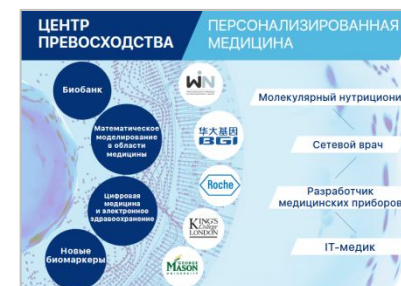 ЦЕНТР
ПРЕВОСХОДСТВА
ПЕРСОНАЛИЗИРОВАННАЯ
МЕДИЦИНА
Биобанк
Математическое
моделирование
в области
медицины
Цифровая
медицина
и электронное
здравоохранение
Новые
биомаркеры
WIN
华大基因
BGI
Roche
KING'S
College
LONDON
GEORGE
MASON
UNIVERSITY
Молекулярный нутрициони
Сетевой врач
Разработчик
медицинских приборов
IT-медик